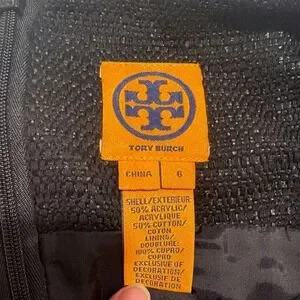 TORY BURCH
CHINA 6
SHELL/EXTERIEUR:
50% ACRYLIC/
ACRYLIQUE
50% COTTON/
COTON
LINING/
DOUBLURE:
100% CUPRO/
CUPRO
EXCLUSIVE OF
DECORATION/
EXCLUSIF DE
DECORATION